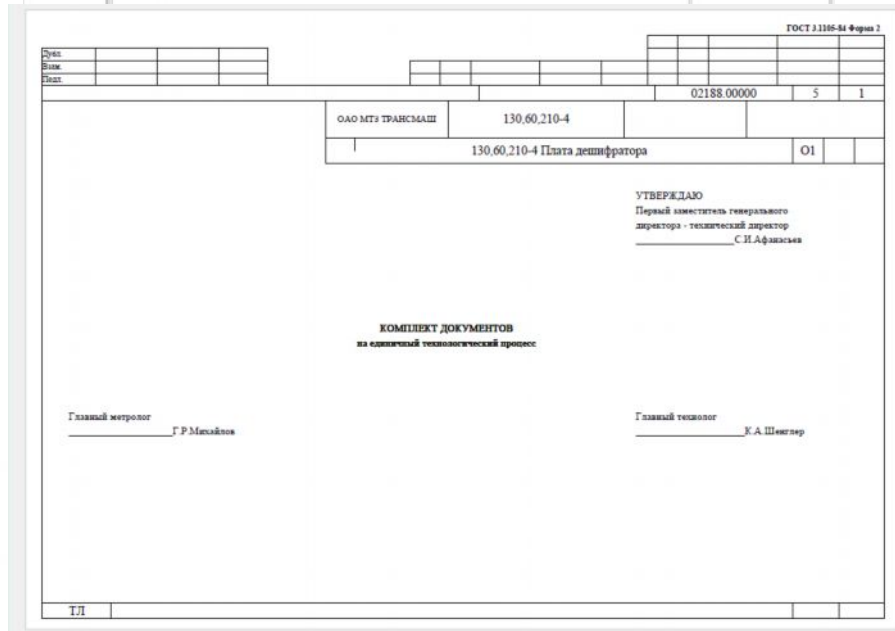 ГОСТ 3.1105-84 Форма 2
Дубл.
Взам.
Подл.
02188.00000 5 1
ОАО МТЗ ТРАНСМАШ 130,60,210-4
130,60,210-4 Плата дешифратора О1
УТВЕРЖДАЮ
Первый заместитель генерального
директора - технический директор
С.И.Афанасьев
КОМПЛЕКТ ДОКУМЕНТОВ
на единичный технологический процесс
Главный метролог
Г.Р.Михайлов
Главный технолог
К.А.Шенглер
ТЛ